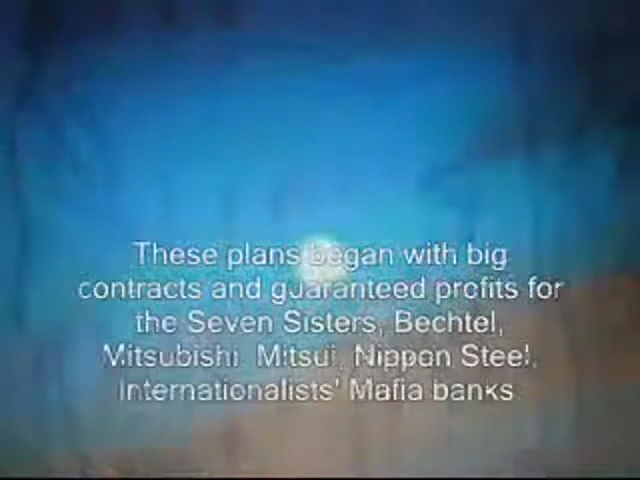 These plans began with big
contracts and guaranteed profits for
the Seven Sisters, Bechtel,
Mitsubishi, Mitsui, Nippon Steel,
Internationalists' Mafia banks